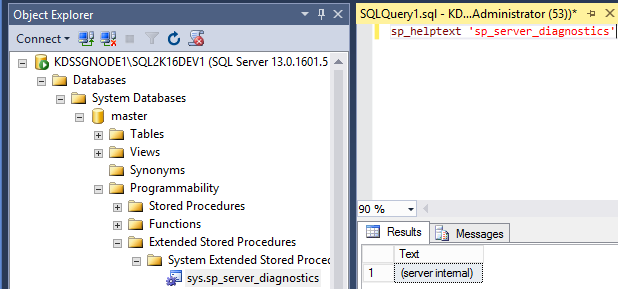 Object Explorer
Connect
KDSSGNODE1\SQL2K16DEV1 (SQL Server 13.0.1601.5
Databases
System Databases
master
Tables
Views
Synonyms
Programmability
Stored Procedures
Functions
Extended Stored Procedures
System Extended Stored Proce
sys.sp_server_diagnostics
SQLQuery1.sql - KD...Administrator (53))*
sp_helptext 'sp_server_diagnostics'
90 %
Results
Messages
Text
1 (server internal)